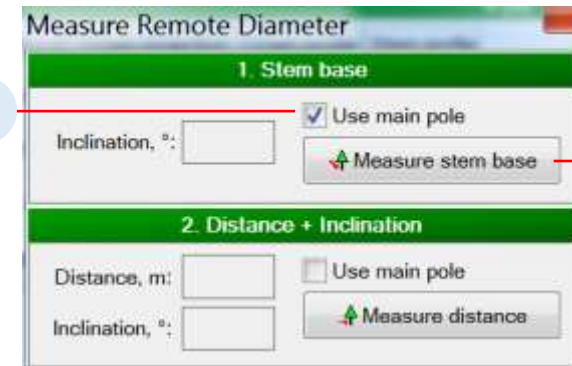 Measure Remote Diameter
1. Stem base
Use main pole
Inclination, °:
Measure stem base
2. Distance + Inclination
Distance, m:
Use main pole
Inclination, °:
Measure distance